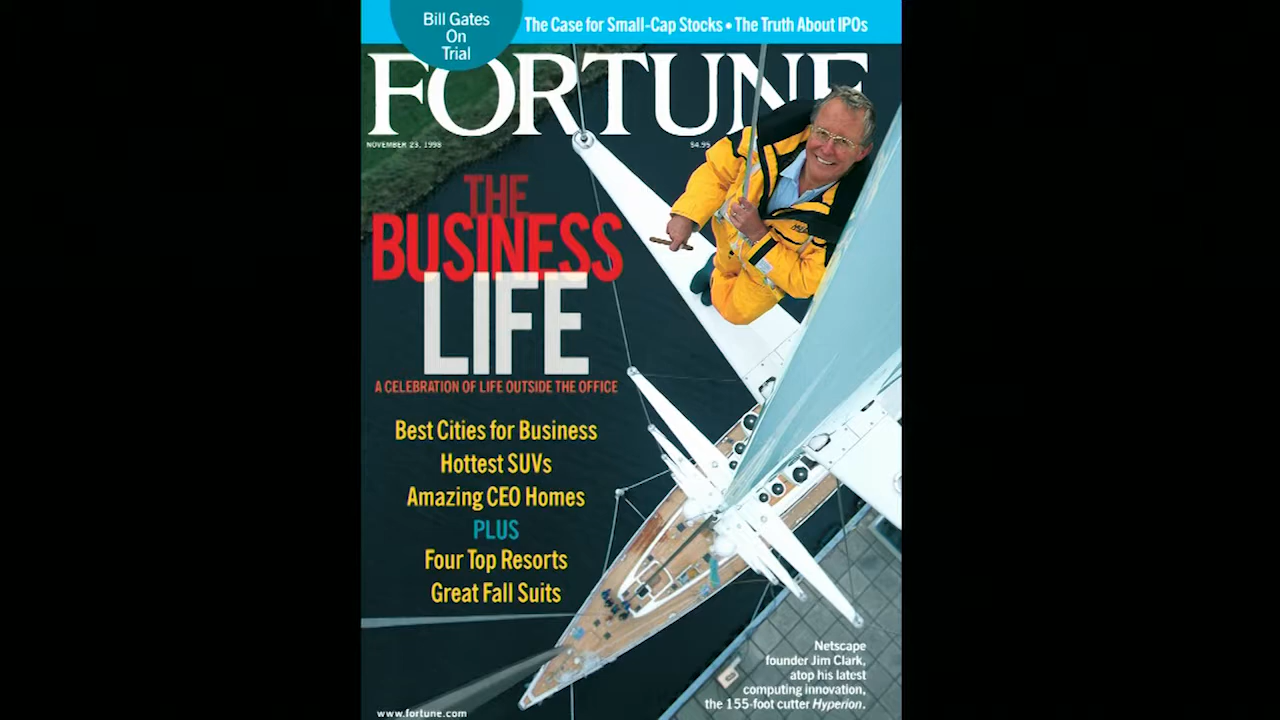 Bill Gates
On
Trial
The Case for Small-Cap Stocks • The Truth About IPOs
FORTUNE
NOVEMBER 23, 1998
$4.95
THE
BUSINESS
LIFE
A CELEBRATION OF LIFE OUTSIDE THE OFFICE
Best Cities for Business
Hottest SUVs
Amazing CEO Homes
PLUS
Four Top Resorts
Great Fall Suits
Netscape
founder Jim Clark,
atop his latest
computing innovation,
the 155-foot cutter Hyperion.
www.fortune.com